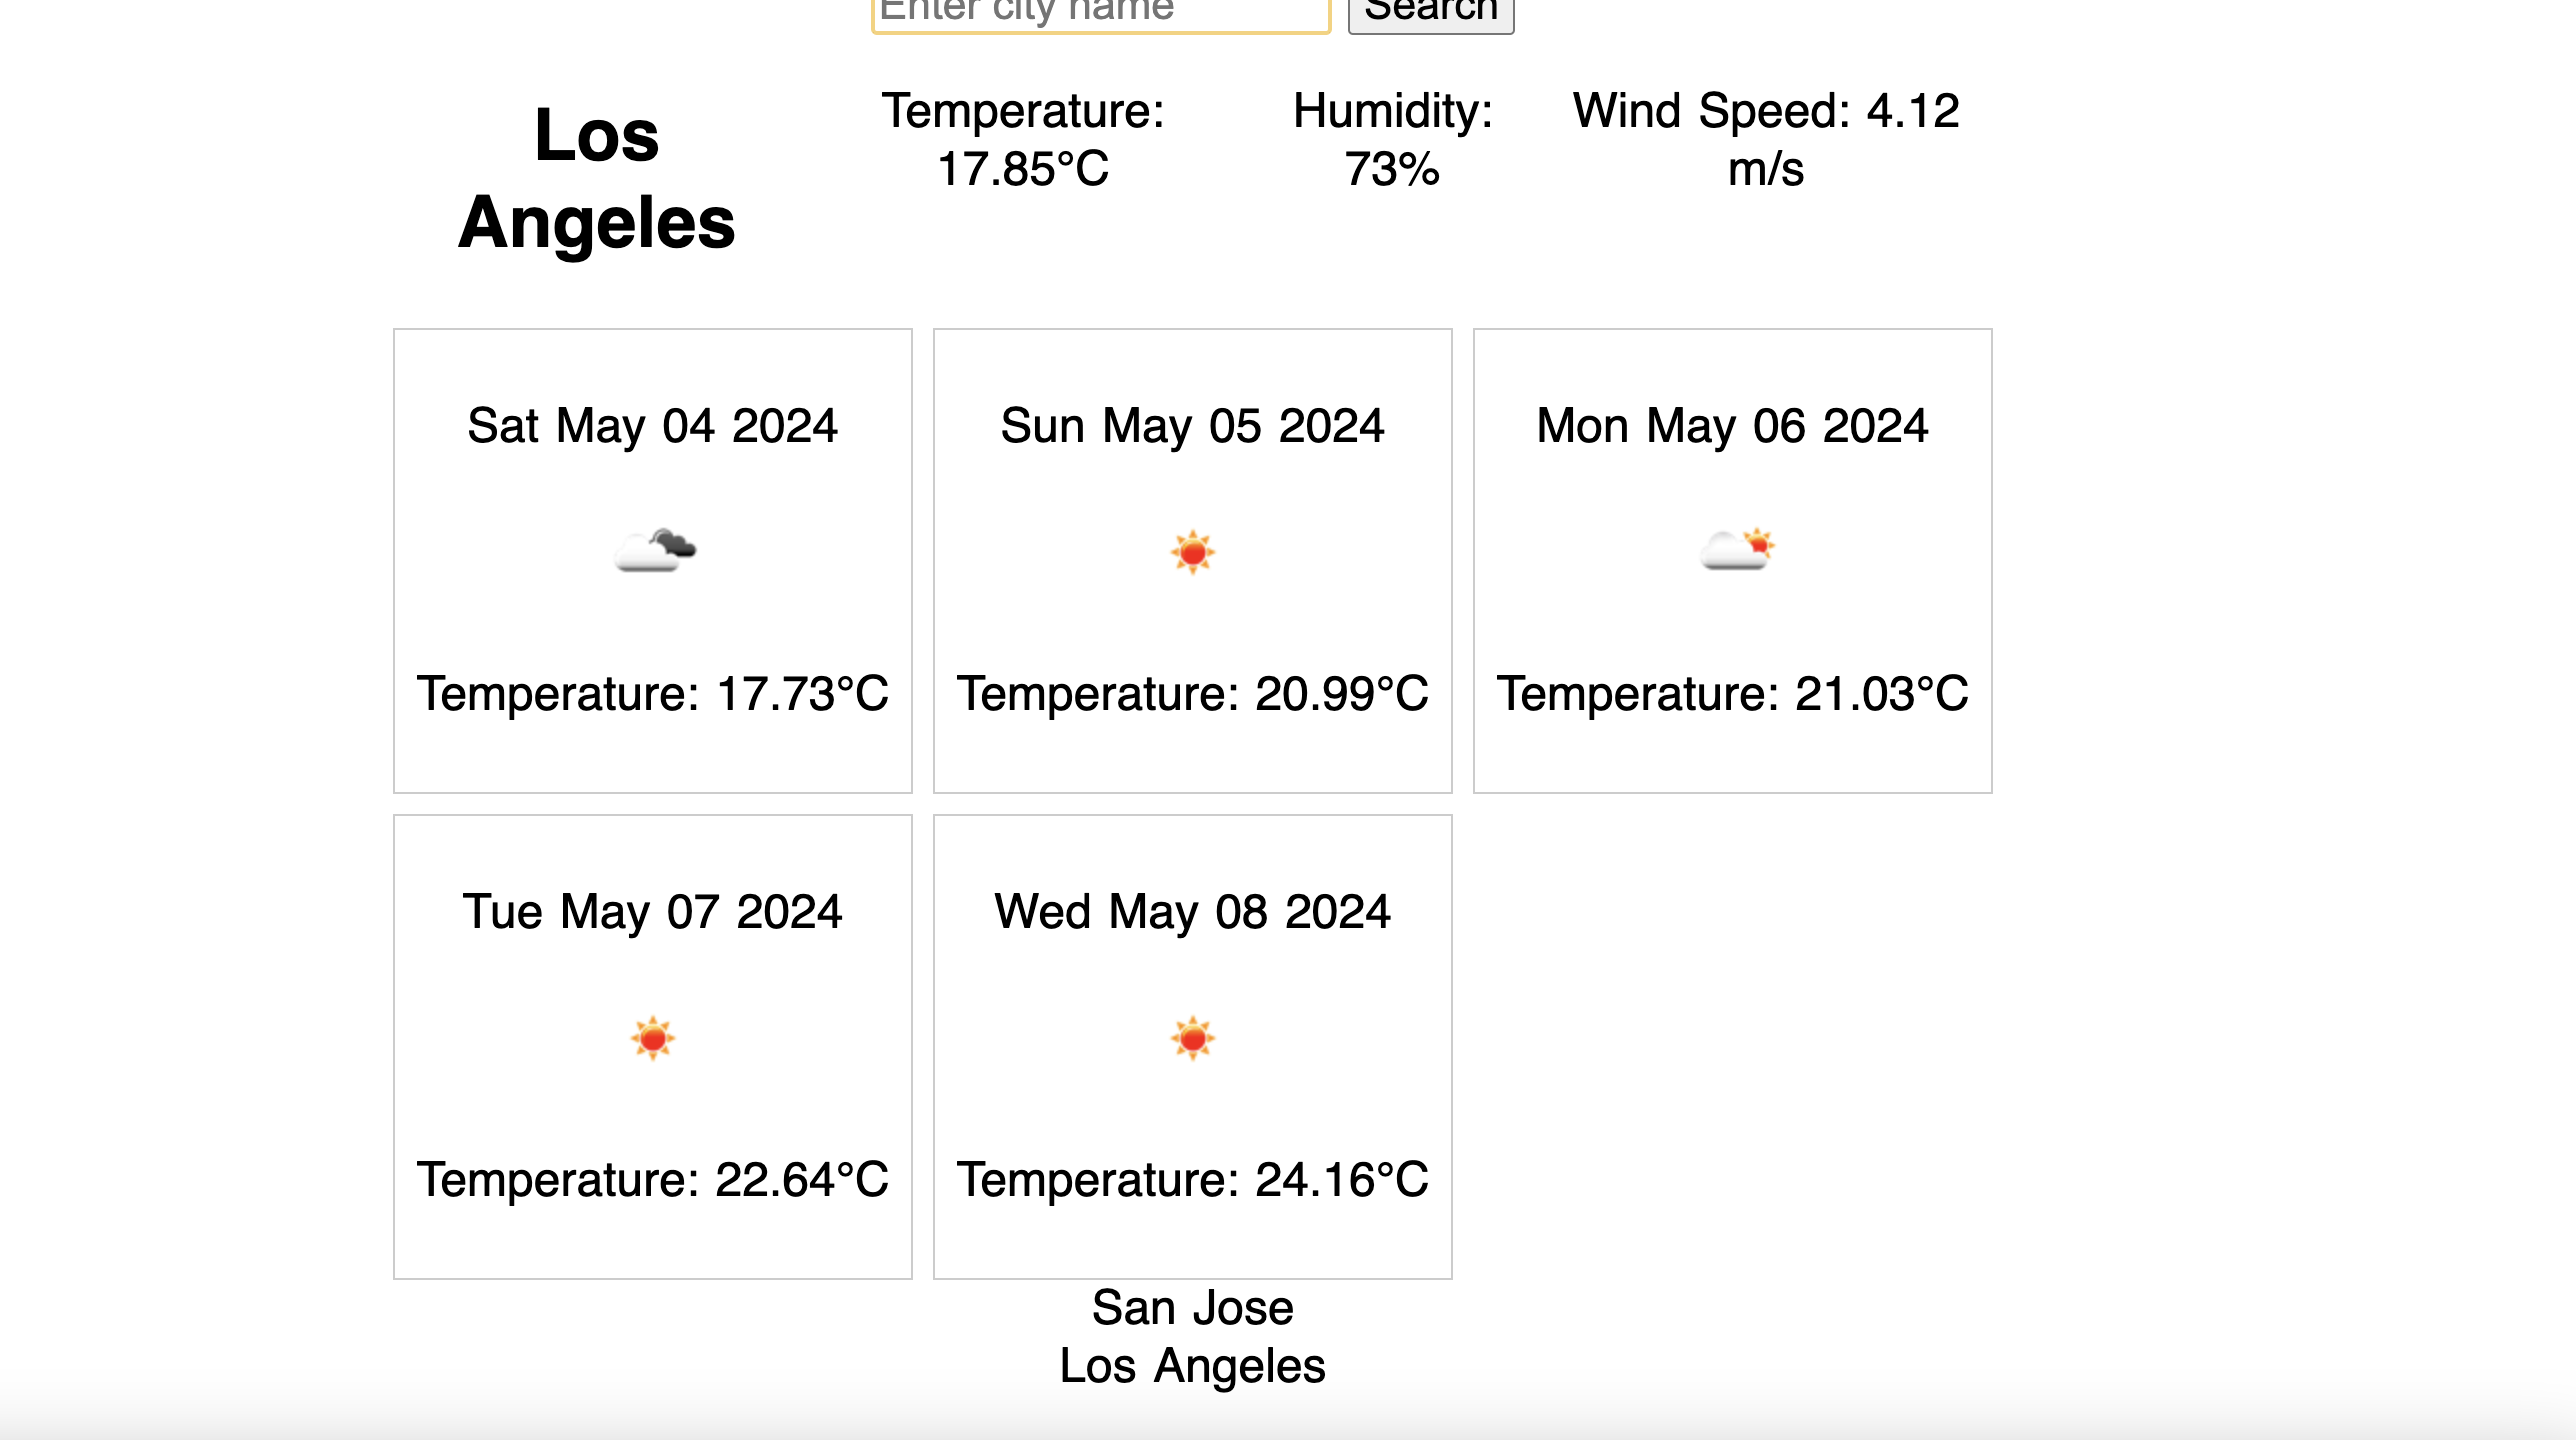 Enter city name Search
Los
Angeles
Temperature:
17.85°C
Humidity:
73%
Wind Speed: 4.12
m/s
Sat May 04 2024
Temperature: 17.73°C
Sun May 05 2024
Temperature: 20.99°C
Mon May 06 2024
Temperature: 21.03°C
Tue May 07 2024
Temperature: 22.64°C
Wed May 08 2024
Temperature: 24.16°C
San Jose
Los Angeles